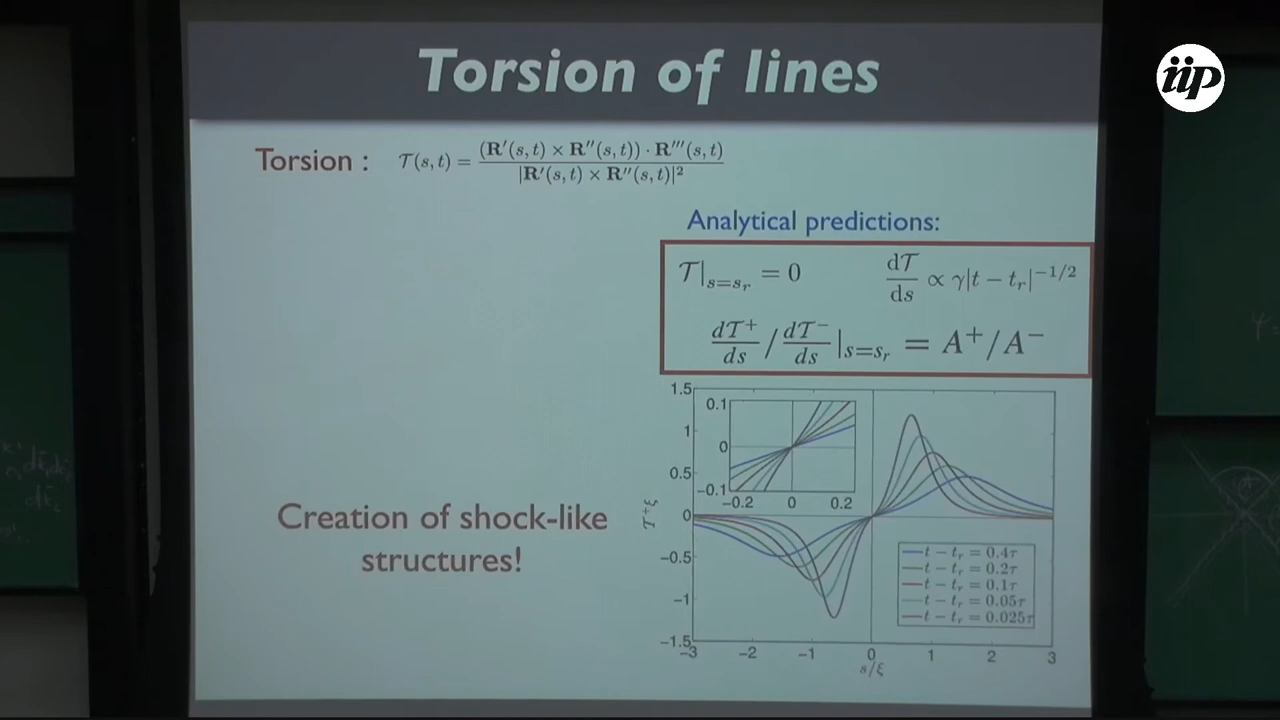 Torsion of lines
iip
Torsion : 𝒯(s, t) = (R′(s, t) × R″(s, t)) · R‴(s, t) / |R′(s, t) × R″(s, t)|²
Analytical predictions:
𝒯|s=sᵣ = 0
d𝒯/ds ∝ γ|t − tᵣ|^−1/2
d𝒯⁺/ds / d𝒯⁻/ds |s=sᵣ = A⁺/A⁻
Creation of shock-like
structures!
1.5
1
0.5
0
−0.5
−1
−1.5
𝒯⁺ξ
0.1
0
−0.1
−0.2 0 0.2
t − tᵣ = 0.4τ
t − tᵣ = 0.2τ
t − tᵣ = 0.1τ
t − tᵣ = 0.05τ
t − tᵣ = 0.025τ
−3 −2 −1 0 1 2 3
s/ξ